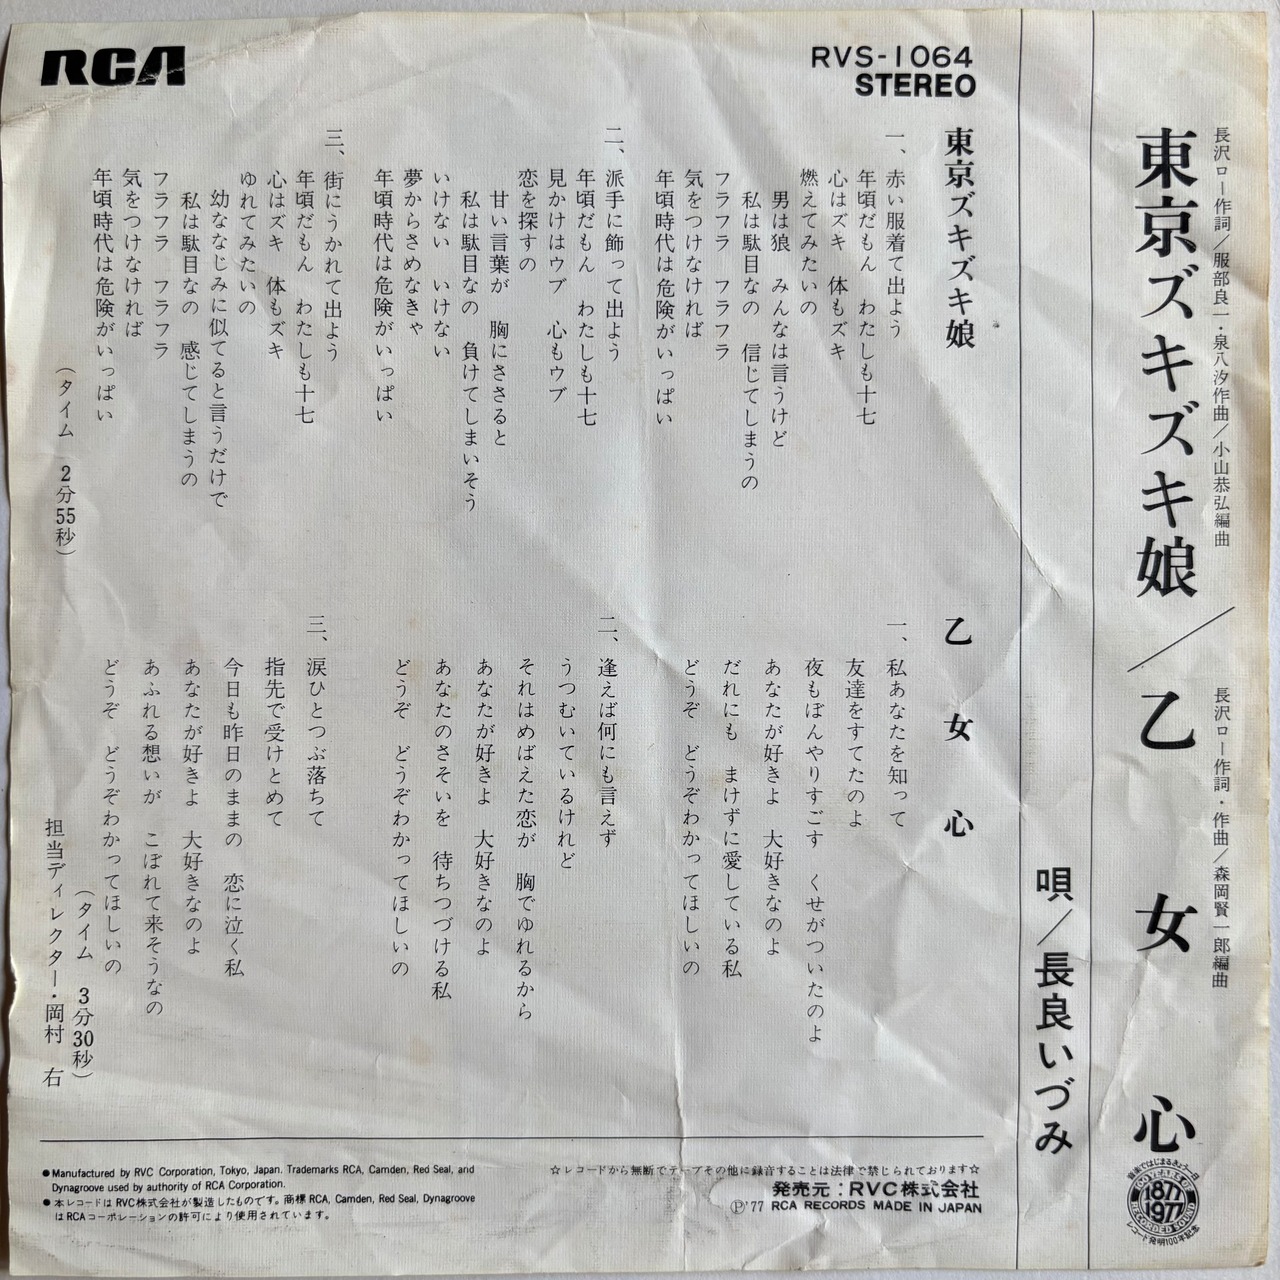 RCA
RVS-1064
STEREO
長沢ロー作詞／服部良一・泉八汐作曲／小山恭弘編曲
長沢ロー作詞・作曲／森岡賢一郎編曲
東京ズキズキ娘／乙女心
唄／長良いづみ
東京ズキズキ娘
一、赤い服着て出よう
年頃だもん　わたしも十七
心はズキ　体もズキ
燃えてみたいの
男は狼　みんなは言うけど
私は駄目なの　信じてしまうの
フラフラ　フラフラ
気をつけなければ
年頃時代は危険がいっぱい
二、派手に飾って出よう
年頃だもん　わたしも十七
見かけはウブ　心もウブ
恋を探すの
甘い言葉が　胸にささると
私は駄目なの　負けてしまいそう
いけない　いけない
夢からさめなきゃ
年頃時代は危険がいっぱい
三、街にうかれて出よう
年頃だもん　わたしも十七
心はズキ　体もズキ
ゆれてみたいの
幼ななじみに似てると言うだけで
私は駄目なの　感じてしまうの
フラフラ　フラフラ
気をつけなければ
年頃時代は危険がいっぱい
（タイム　2分55秒）
乙女心
一、私あなたを知って
友達をすてたのよ
夜もぼんやりすごす　くせがついたのよ
あなたが好きよ　大好きなのよ
だれにも　まけずに愛している私
どうぞ　どうぞわかってほしいの
二、逢えば何にも言えず
うつむいているけれど
それはめばえた恋が　胸でゆれるから
あなたが好きよ　大好きなのよ
あなたのさそいを　待ちつづける私
どうぞ　どうぞわかってほしいの
三、涙ひとつぶ落ちて
指先で受けとめて
今日も昨日のままの　恋に泣く私
あなたが好きよ　大好きなのよ
あふれる想いが　こぼれて来そうなの
どうぞ　どうぞわかってほしいの
（タイム　3分30秒）
担当ディレクター・岡村　右
●Manufactured by RVC Corporation, Tokyo, Japan. Trademarks RCA, Camden, Red Seal, and
Dynagroove used by authority of RCA Corporation.
●本レコードはRVC株式会社が製造したものです。商標RCA, Camden, Red Seal, Dynagroove
はRCAコーポレーションの許可により使用されています。
☆レコードから無断でテープその他に録音することは法律で禁じられております☆
発売元：RVC株式会社
Ⓟ'77 RCA RECORDS MADE IN JAPAN
音楽ではじまるきょう一日
100 YEARS OF
1877
1977
RECORDED SOUND
レコード発明100年記念